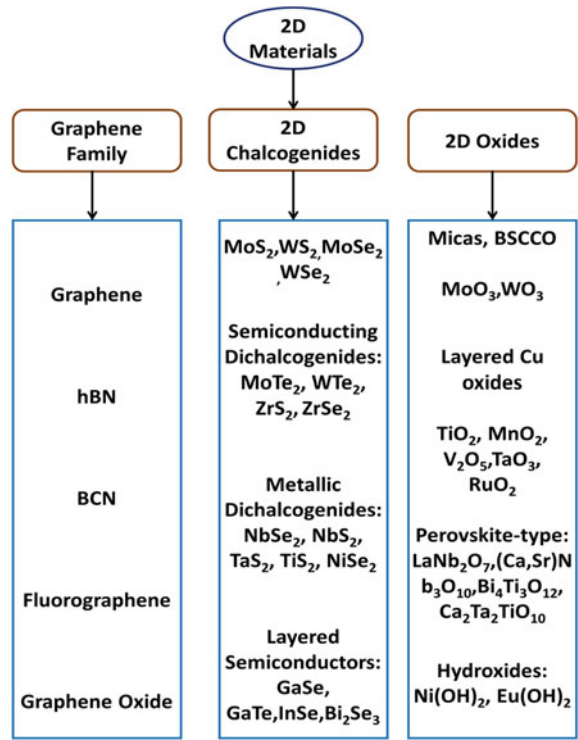 2D
Materials
Graphene
Family
2D
Chalcogenides
2D Oxides
Graphene
hBN
BCN
Fluorographene
Graphene Oxide
MoS₂,WS₂,MoSe₂
,WSe₂
Semiconducting
Dichalcogenides:
MoTe₂, WTe₂,
ZrS₂, ZrSe₂
Metallic
Dichalcogenides:
NbSe₂, NbS₂,
TaS₂, TiS₂, NiSe₂
Layered
Semiconductors:
GaSe,
GaTe,InSe,Bi₂Se₃
Micas, BSCCO
MoO₃,WO₃
Layered Cu
oxides
TiO₂, MnO₂,
V₂O₅,TaO₃,
RuO₂
Perovskite-type:
LaNb₂O₇,(Ca,Sr)N
b₃O₁₀,Bi₄Ti₃O₁₂,
Ca₂Ta₂TiO₁₀
Hydroxides:
Ni(OH)₂, Eu(OH)₂